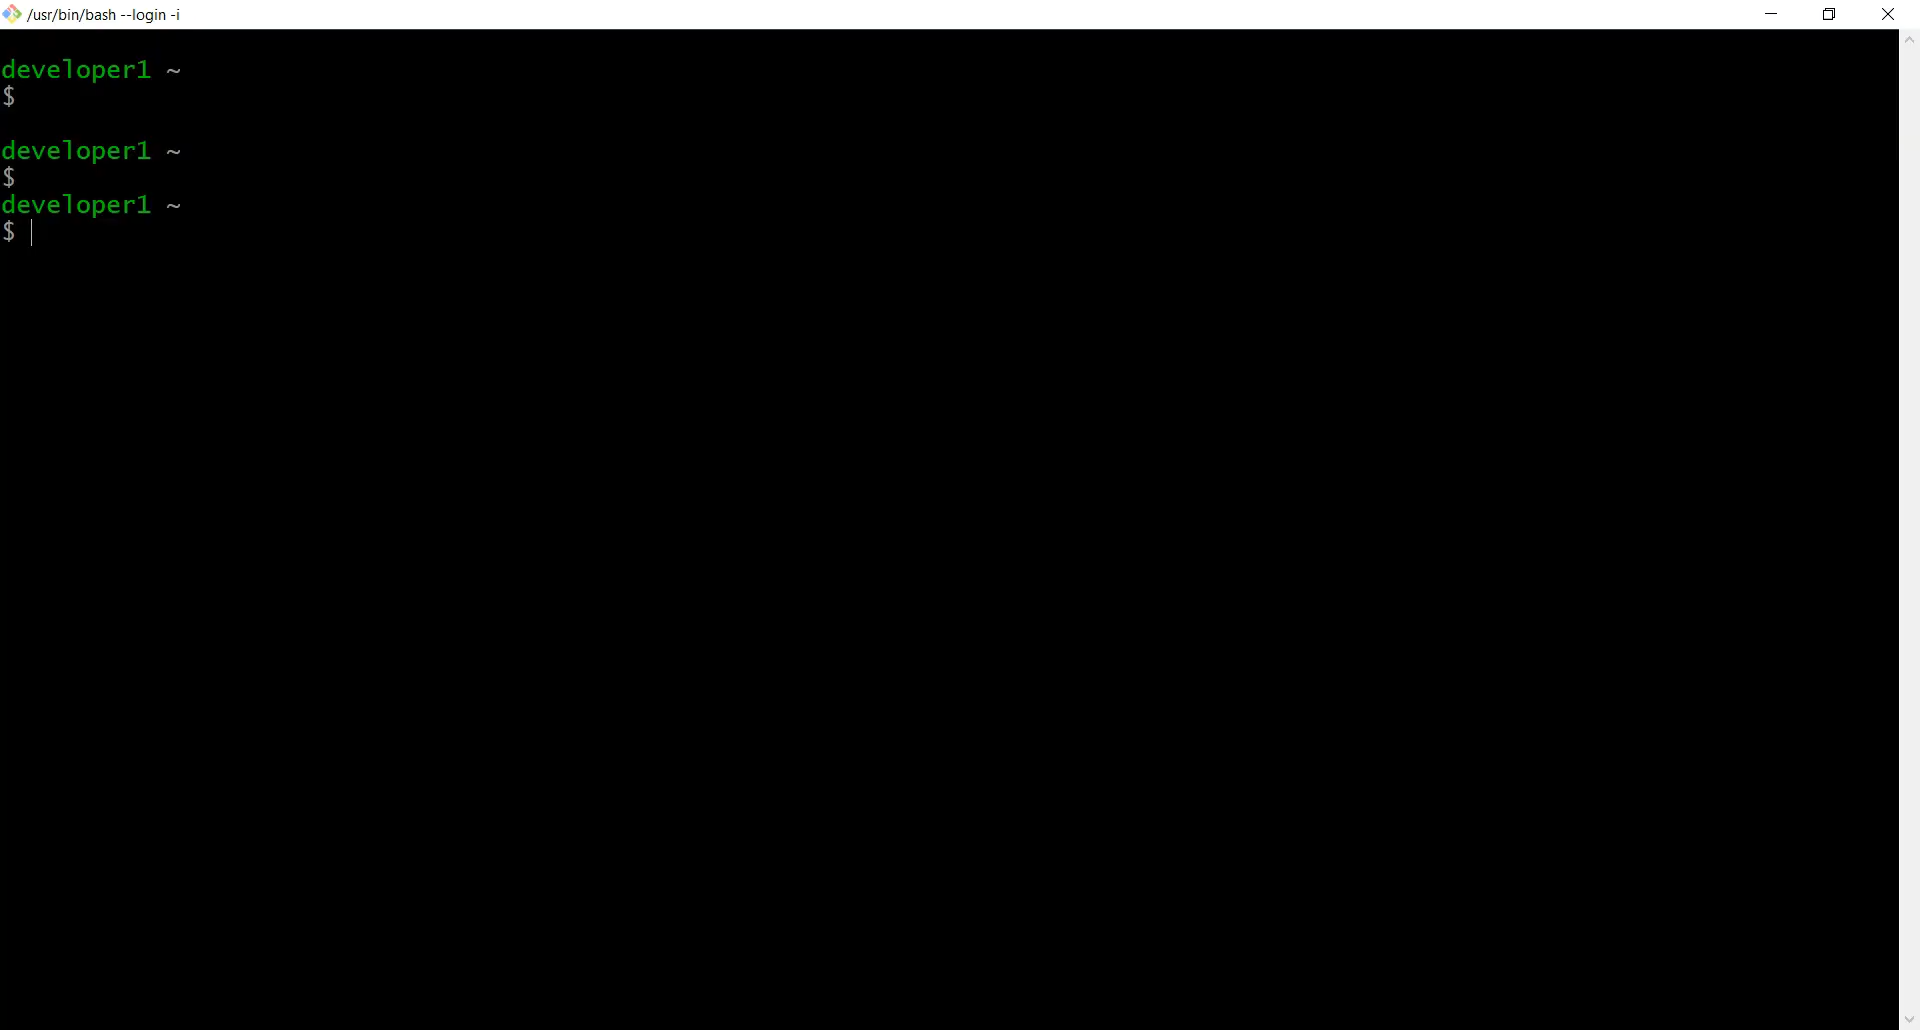 /usr/bin/bash --login -i
developer1 ~
$
developer1 ~
$
developer1 ~
$